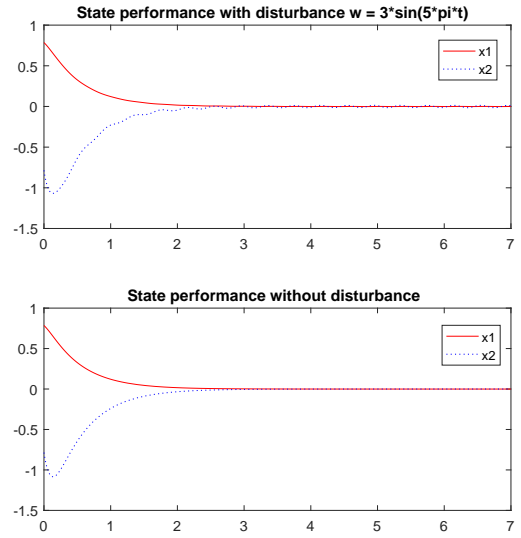 State performance with disturbance w = 3*sin(5*pi*t)
1
x1
x2
0.5
0
-0.5
-1
-1.5
0 1 2 3 4 5 6 7
State performance without disturbance
1
x1
x2
0.5
0
-0.5
-1
-1.5
0 1 2 3 4 5 6 7